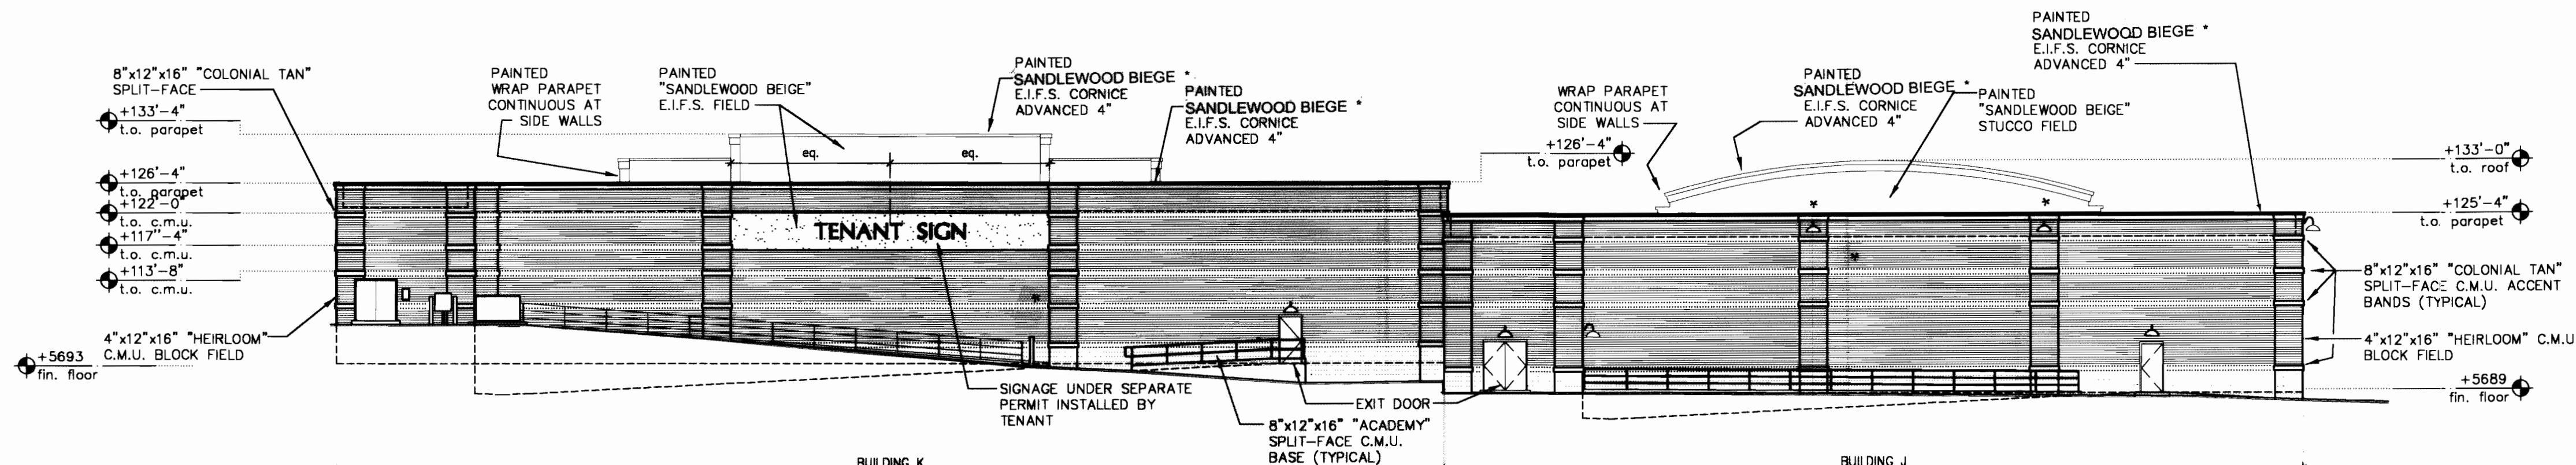 8"x12"x16" "COLONIAL TAN"
SPLIT-FACE
+133'-4"
t.o. parapet
+126'-4"
t.o. parapet
+122'-0"
t.o. c.m.u.
+117"-4"
t.o. c.m.u.
+113'-8"
t.o. c.m.u.
4"x12"x16" "HEIRLOOM"
C.M.U. BLOCK FIELD
+5693
fin. floor
PAINTED
WRAP PARAPET
CONTINUOUS AT
SIDE WALLS
PAINTED
"SANDLEWOOD BEIGE"
E.I.F.S. FIELD
eq.
eq.
PAINTED
SANDLEWOOD BIEGE *
E.I.F.S. CORNICE
ADVANCED 4"
PAINTED
SANDLEWOOD BIEGE *
E.I.F.S. CORNICE
ADVANCED 4"
TENANT SIGN
SIGNAGE UNDER SEPARATE
PERMIT INSTALLED BY
TENANT
8"x12"x16" "ACADEMY"
SPLIT-FACE C.M.U.
BASE (TYPICAL)
EXIT DOOR
+126'-4"
t.o. parapet
WRAP PARAPET
CONTINUOUS AT
SIDE WALLS
PAINTED
SANDLEWOOD BIEGE *
E.I.F.S. CORNICE
ADVANCED 4"
PAINTED
"SANDLEWOOD BEIGE"
STUCCO FIELD
PAINTED
SANDLEWOOD BIEGE *
E.I.F.S. CORNICE
ADVANCED 4"
+133'-0"
t.o. roof
+125'-4"
t.o. parapet
8"x12"x16" "COLONIAL TAN"
SPLIT-FACE C.M.U. ACCENT
BANDS (TYPICAL)
4"x12"x16" "HEIRLOOM" C.M.U
BLOCK FIELD
+5689
fin. floor
BUILDING K
BUILDING J